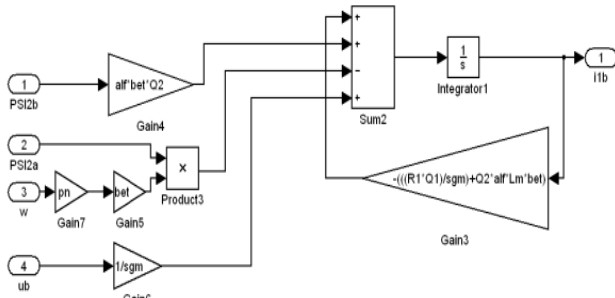 1
PSI2b
alf*bet*Q2
Gain4
2
PSI2a
3
w
pn
Gain7
bet
Gain5
×
Product3
4
ub
1/sgm
Gain6
+
+
−
+
Sum2
1
s
Integrator1
1
i1b
-(((R1*Q1)/sgm)+Q2*alf*Lm*bet)
Gain3